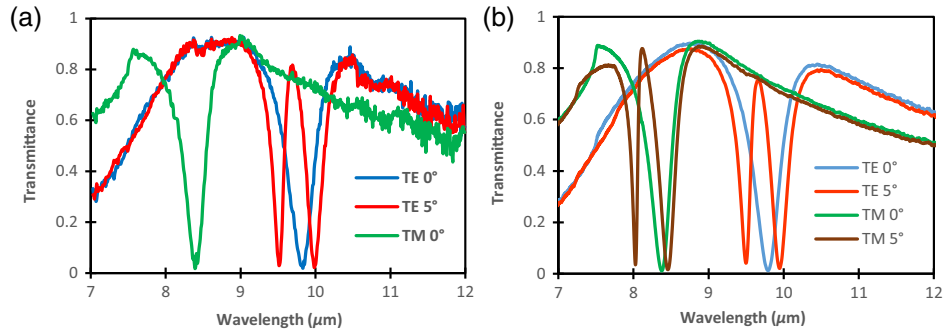 (a)
1
0.8
0.6
0.4
0.2
0
Transmittance
7 8 9 10 11 12
Wavelength (μm)
TE 0°
TE 5°
TM 0°
(b)
1
0.8
0.6
0.4
0.2
0
Transmittance
7 8 9 10 11 12
Wavelength (μm)
TE 0°
TE 5°
TM 0°
TM 5°